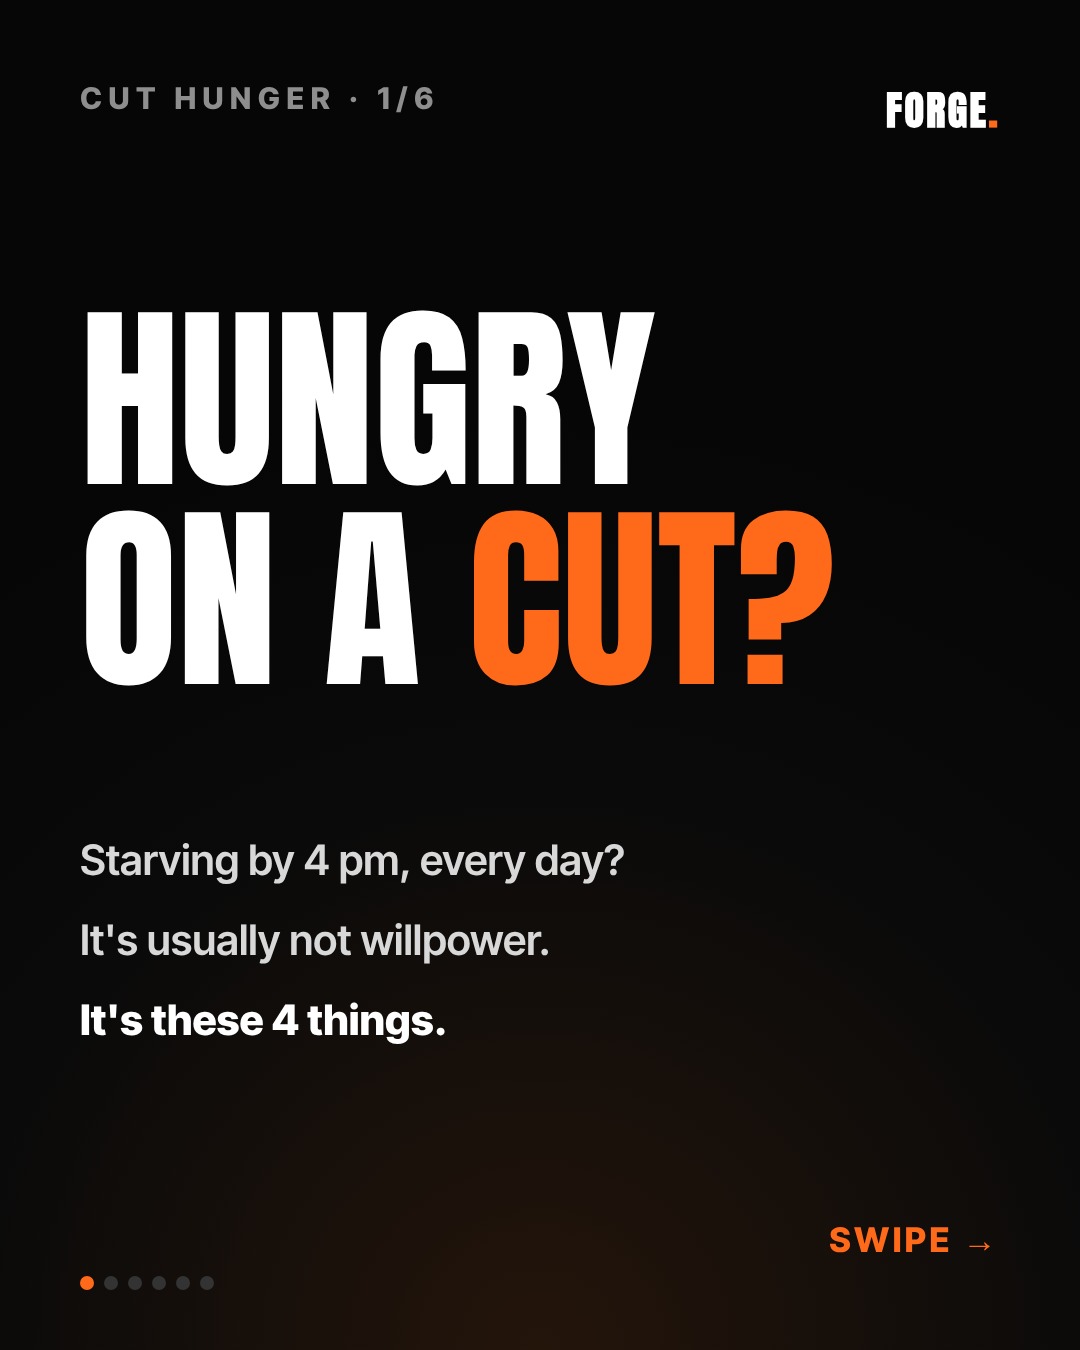 CUT HUNGER · 1/6
FORGE.
HUNGRY
ON A CUT?
Starving by 4 pm, every day?
It's usually not willpower.
It's these 4 things.
SWIPE →